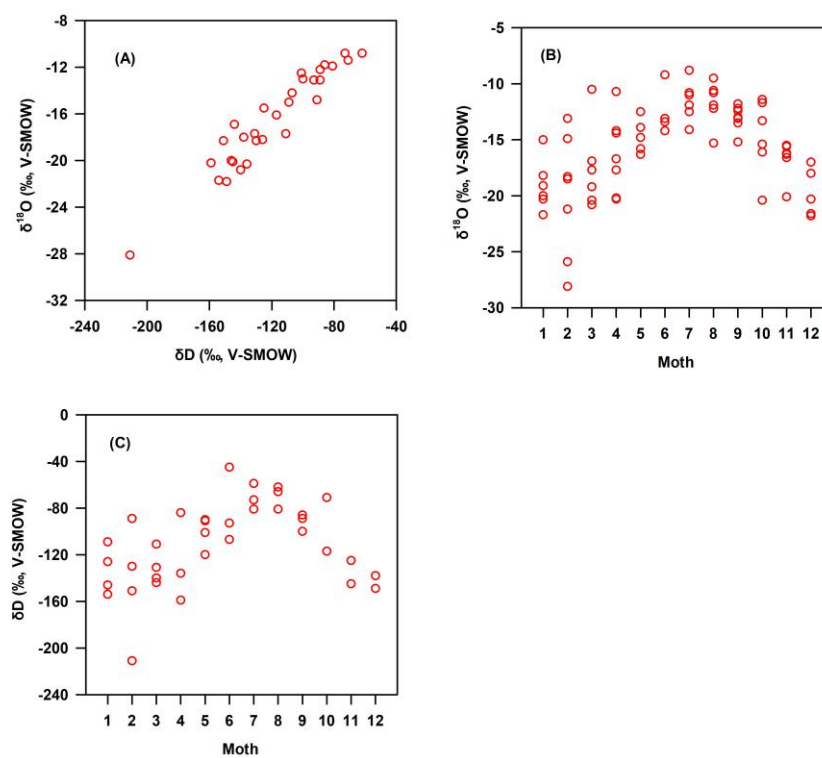 (A)
-8
-12
-16
-20
-24
-28
-32
δ18O (‰, V-SMOW)
-240
-200
-160
-120
-80
-40
δD (‰, V-SMOW)
(B)
-5
-10
-15
-20
-25
-30
δ18O (‰, V-SMOW)
1 2 3 4 5 6 7 8 9 10 11 12
Moth
(C)
0
-40
-80
-120
-160
-200
-240
δD (‰, V-SMOW)
1 2 3 4 5 6 7 8 9 10 11 12
Moth